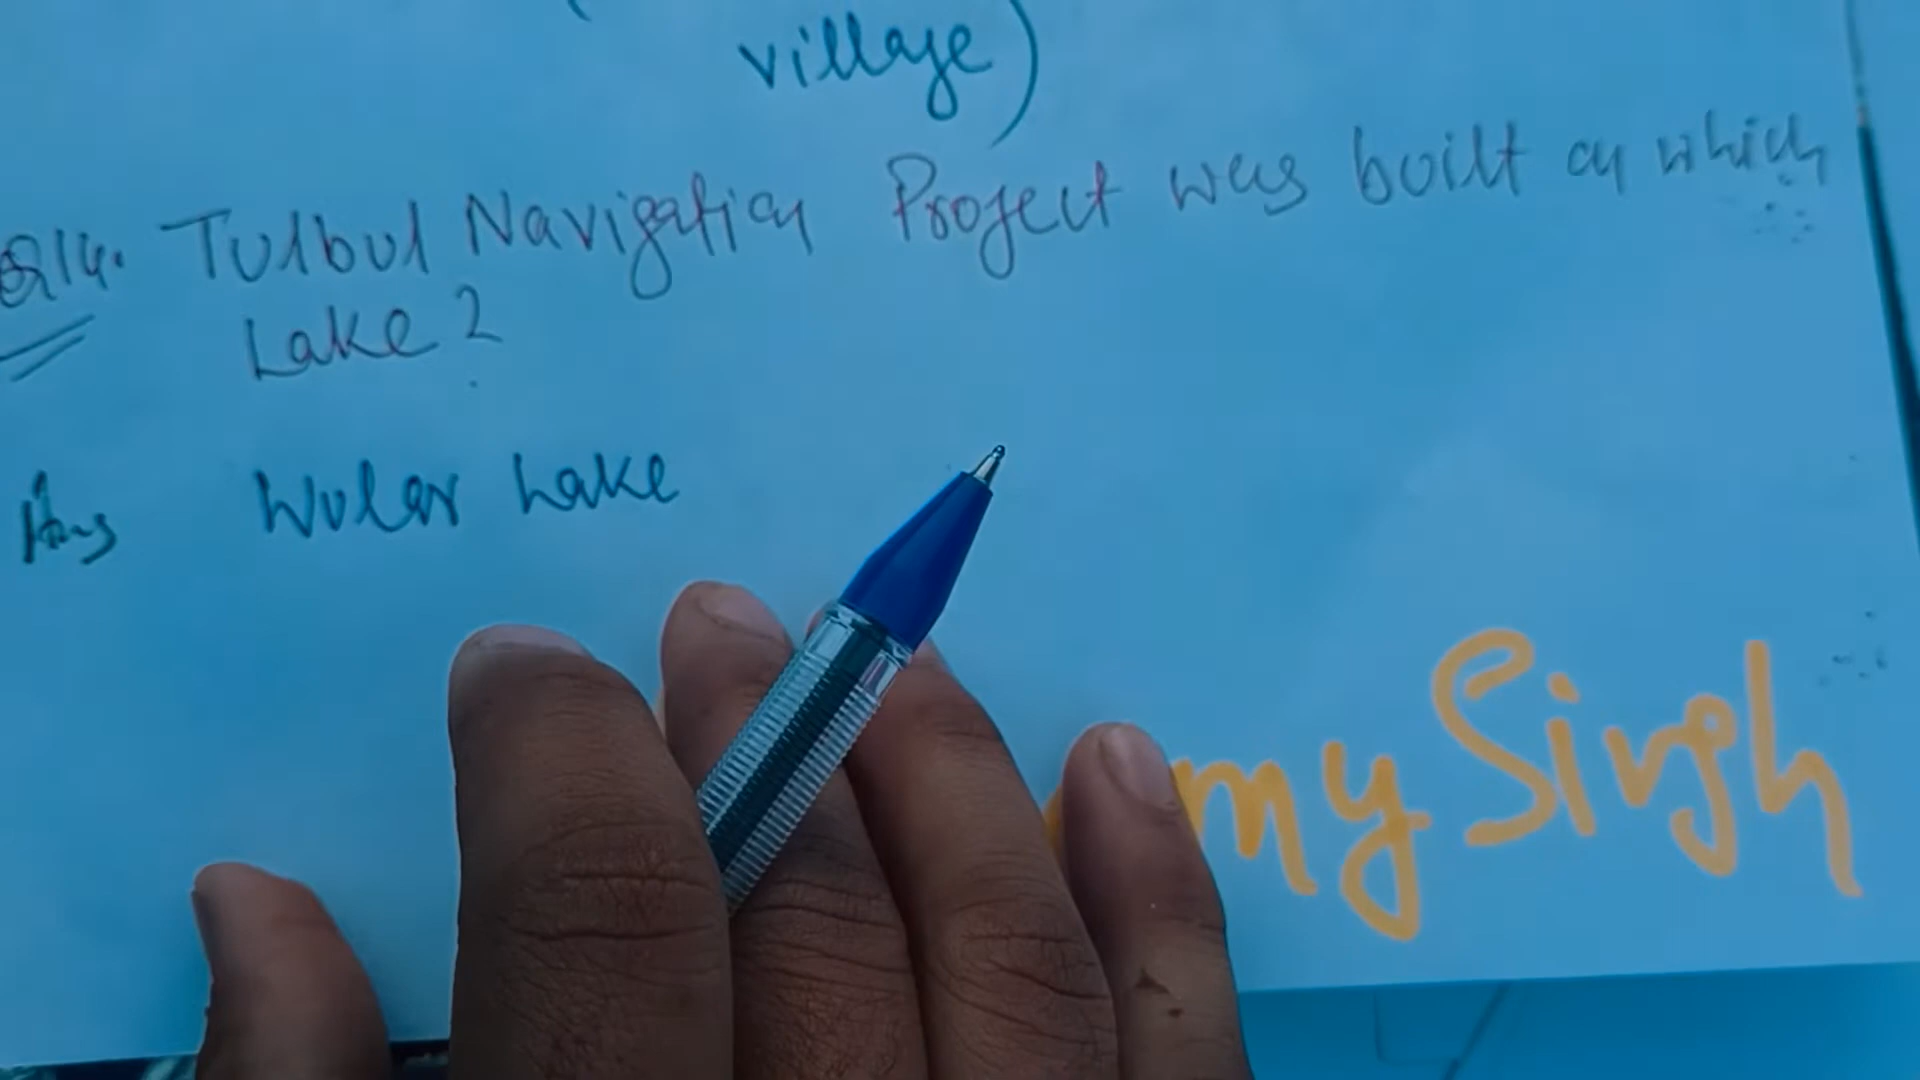 village)
Q14. Tulbul Navigation Project was built on which
Lake?
Ans Wular Lake
my Singh